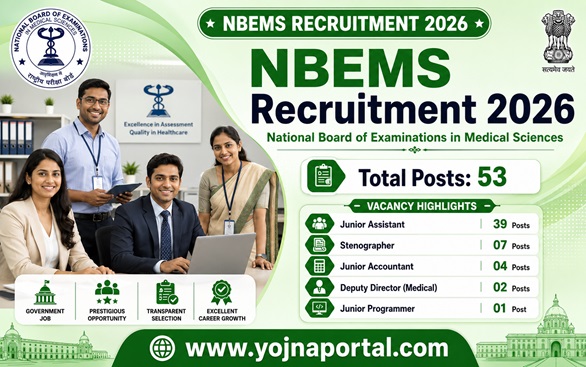 NATIONAL BOARD OF EXAMINATIONS
IN MEDICAL SCIENCES
राष्ट्रीय परीक्षा बोर्ड
NBEMS RECRUITMENT 2026
NBEMS
Recruitment 2026
National Board of Examinations in Medical Sciences
सत्यमेव जयते
Excellence in Assessment
Quality in Healthcare
Total Posts: 53
VACANCY HIGHLIGHTS
Junior Assistant 39 Posts
Stenographer 07 Posts
Junior Accountant 04 Posts
Deputy Director (Medical) 02 Posts
Junior Programmer 01 Post
GOVERNMENT
JOB
PRESTIGIOUS
OPPORTUNITY
TRANSPARENT
SELECTION
EXCELLENT
CAREER GROWTH
www.yojnaportal.com